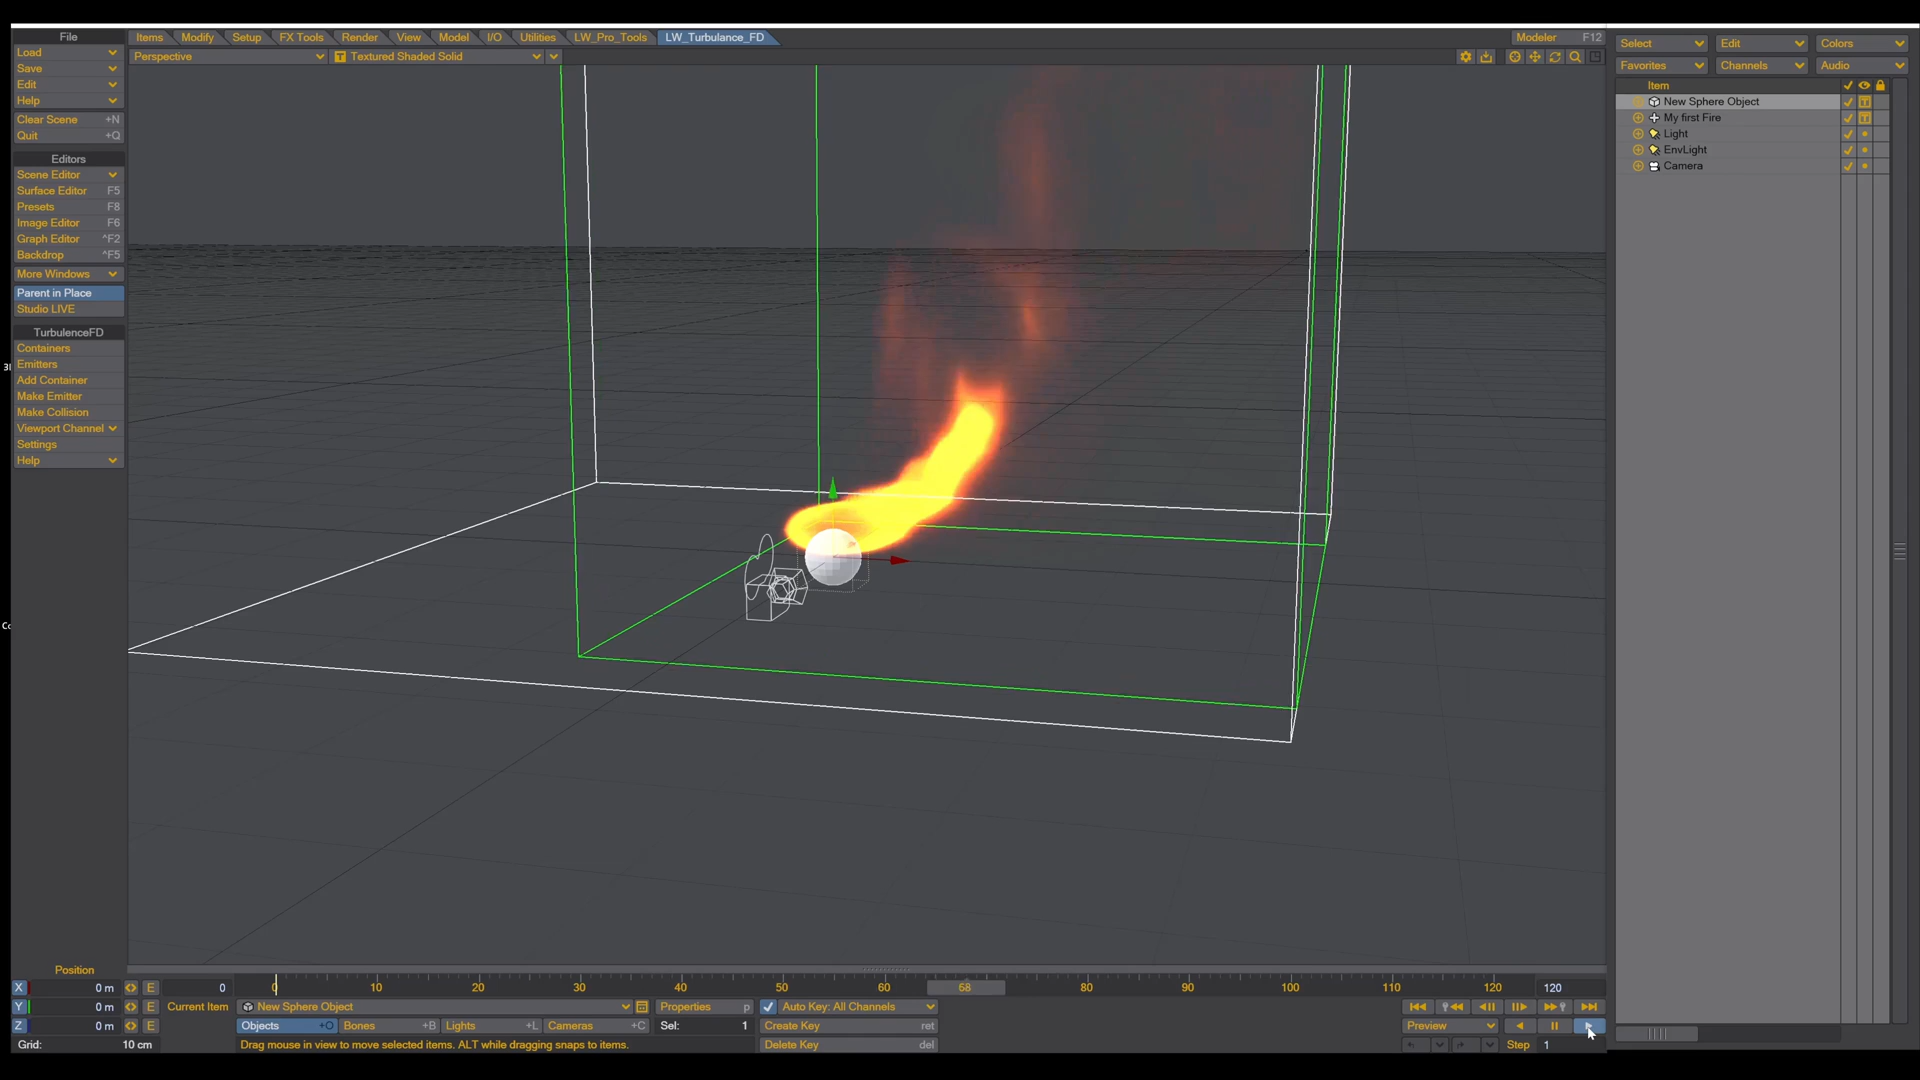 File
Items Modify Setup FX Tools Render View Model I/O Utilities LW_Pro_Tools LW_Turbulence_FD Modeler F12
Perspective T Textured Shaded Solid
Load
Save
Edit
Help
Clear Scene +N
Quit +Q
Editors
Scene Editor
Surface Editor F5
Presets F8
Image Editor F6
Graph Editor ^F2
Backdrop ^F5
More Windows
Parent in Place
Studio LIVE
TurbulenceFD
Containers
Emitters
Add Container
Make Emitter
Make Collision
Viewport Channel
Settings
Help
Select Edit Colors
Favorites Channels Audio
Item
New Sphere Object
My first Fire
Light
EnvLight
Camera
3I
Position
X 0 m E 0 0 10 20 30 40 50 60 68 80 90 100 110 120 120
Y 0 m E Current Item New Sphere Object Properties p Auto Key: All Channels
Z 0 m E Objects +O Bones +B Lights +L Cameras +C Sel: 1 Create Key ret Preview
Grid: 10 cm Drag mouse in view to move selected items. ALT while dragging snaps to items. Delete Key del Step 1